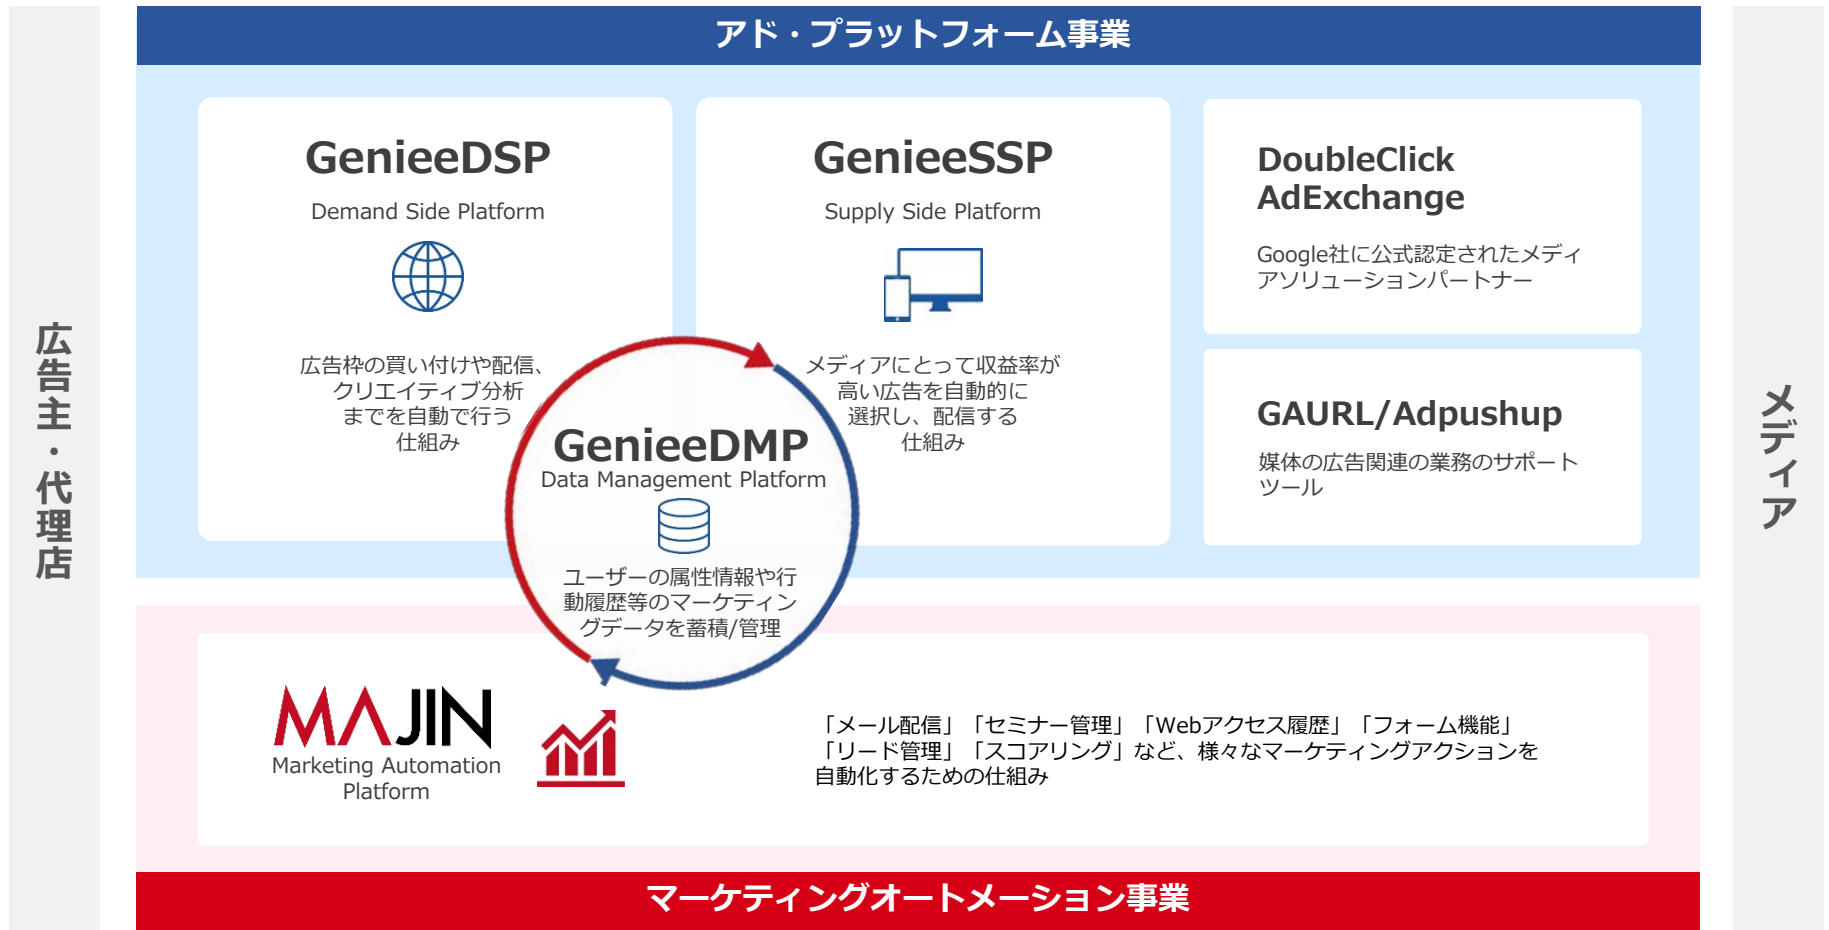 アド・プラットフォーム事業
広告主・代理店
GenieeDSP
Demand Side Platform
広告枠の買い付けや配信、
クリエイティブ分析
までを自動で行う
仕組み
GenieeSSP
Supply Side Platform
メディアにとって収益率が
高い広告を自動的に
選択し、配信する
仕組み
DoubleClick
AdExchange
Google社に公式認定されたメディ
アソリューションパートナー
GAURL/Adpushup
媒体の広告関連の業務のサポート
ツール
GenieeDMP
Data Management Platform
ユーザーの属性情報や行
動履歴等のマーケティン
グデータを蓄積/管理
MAJIN
Marketing Automation
Platform
「メール配信」「セミナー管理」「Webアクセス履歴」「フォーム機能」
「リード管理」「スコアリング」など、様々なマーケティングアクションを
自動化するための仕組み
マーケティングオートメーション事業
メディア